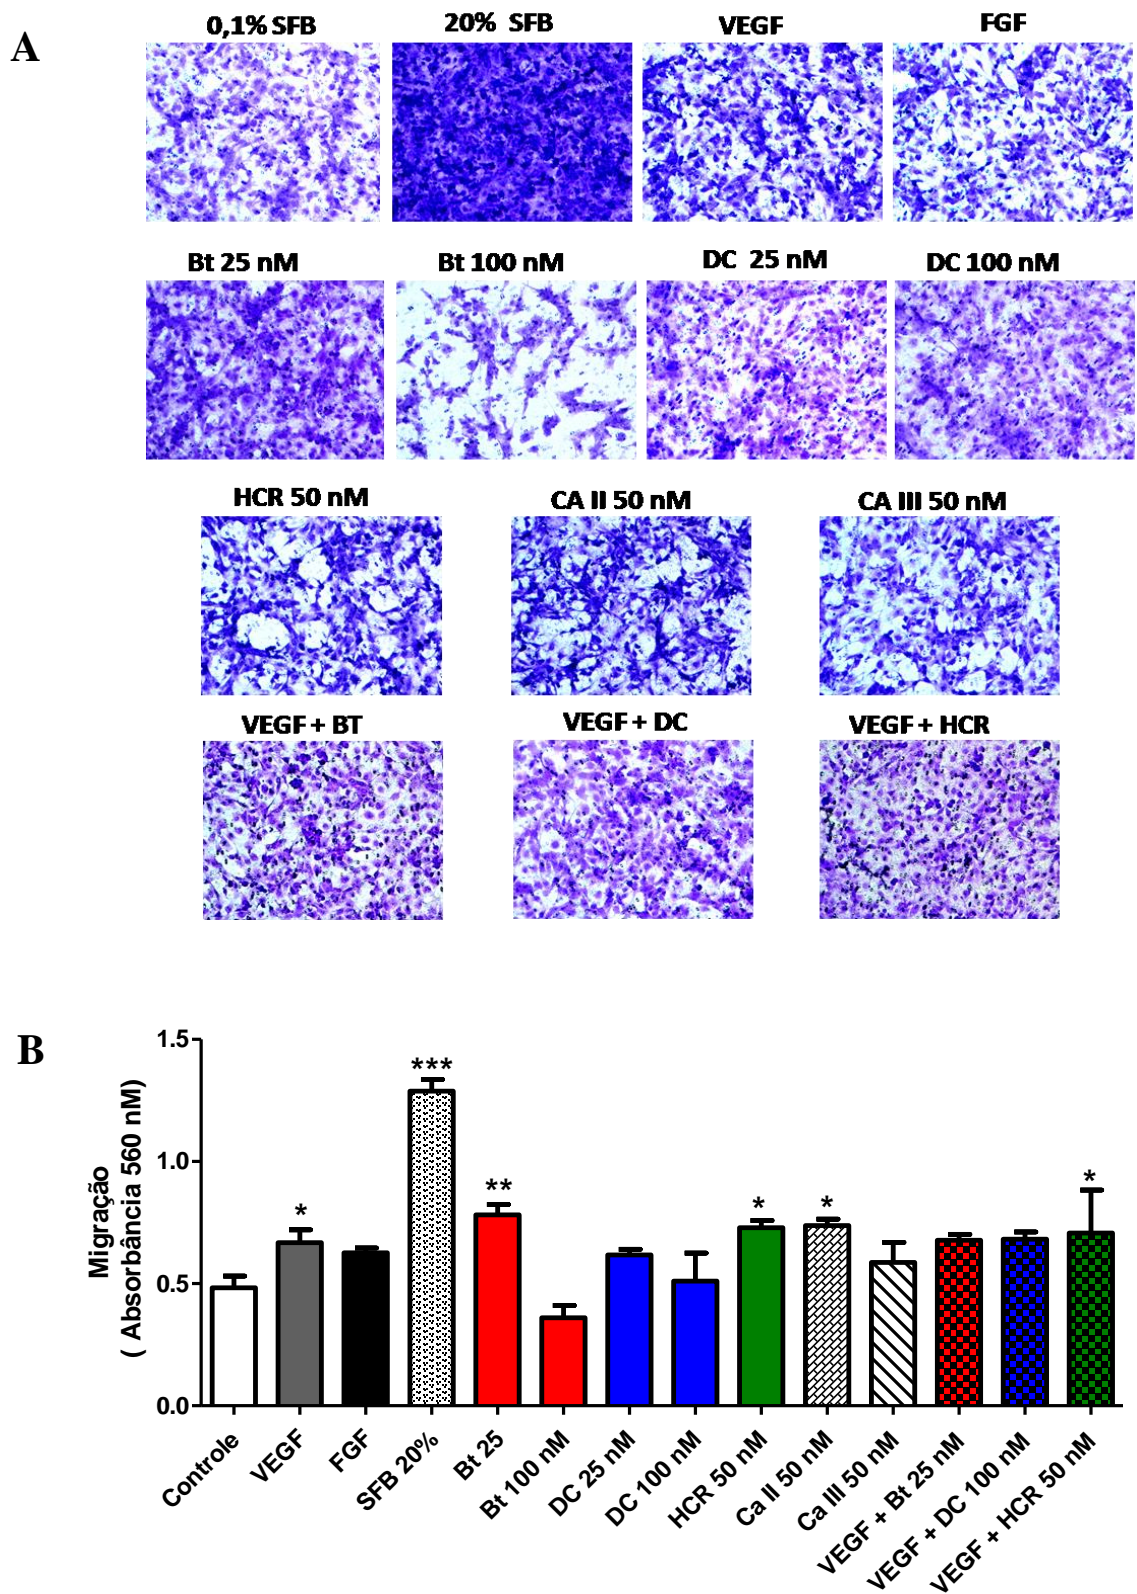 A
0,1% SFB
20% SFB
VEGF
FGF
Bt 25 nM
Bt 100 nM
DC 25 nM
DC 100 nM
HCR 50 nM
CA II 50 nM
CA III 50 nM
VEGF + BT
VEGF + DC
VEGF + HCR
B
Migração
( Absorbância 560 nM)
1.5
1.0
0.5
0.0
*
***
**
*
*
*
Controle
VEGF
FGF
SFB 20%
Bt 25
Bt 100 nM
DC 25 nM
DC 100 nM
HCR 50 nM
Ca II 50 nM
Ca III 50 nM
VEGF + Bt 25 nM
VEGF + DC 100 nM
VEGF + HCR 50 nM